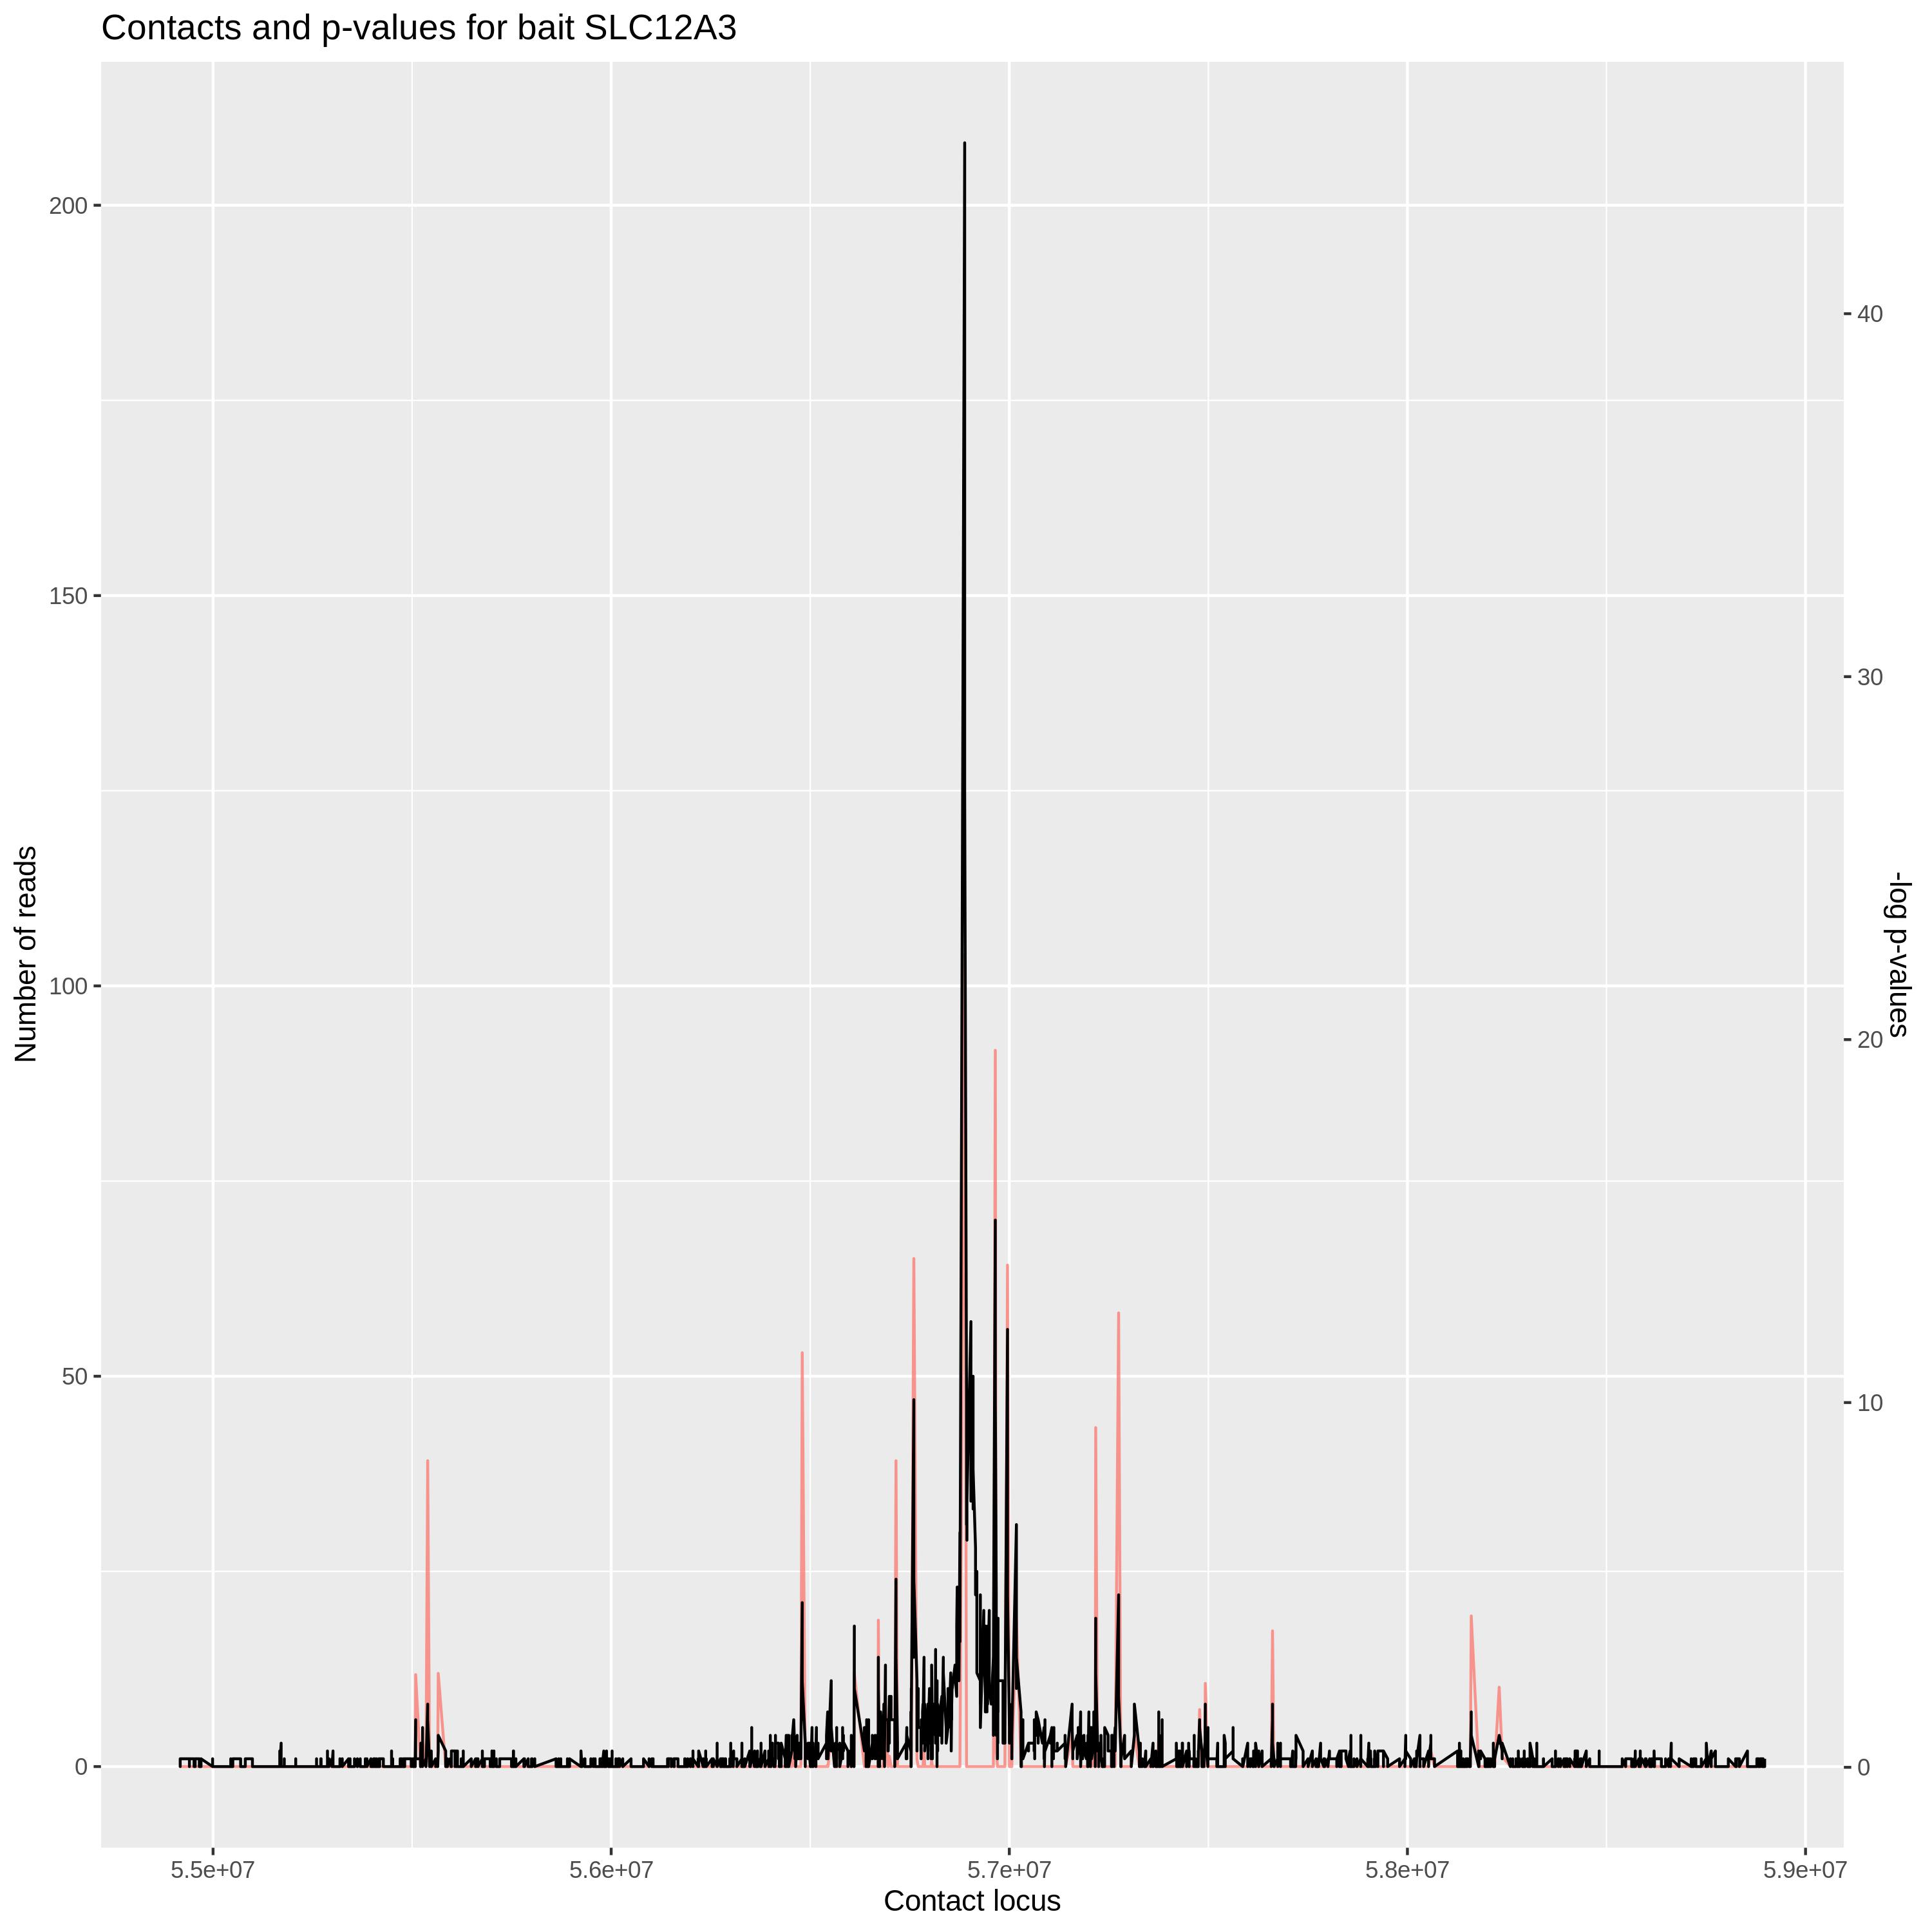 Contacts and p-values for bait SLC12A3
Number of reads
200
150
100
50
0
-log p-values
40
30
20
10
0
5.5e+07
5.6e+07
5.7e+07
5.8e+07
5.9e+07
Contact locus